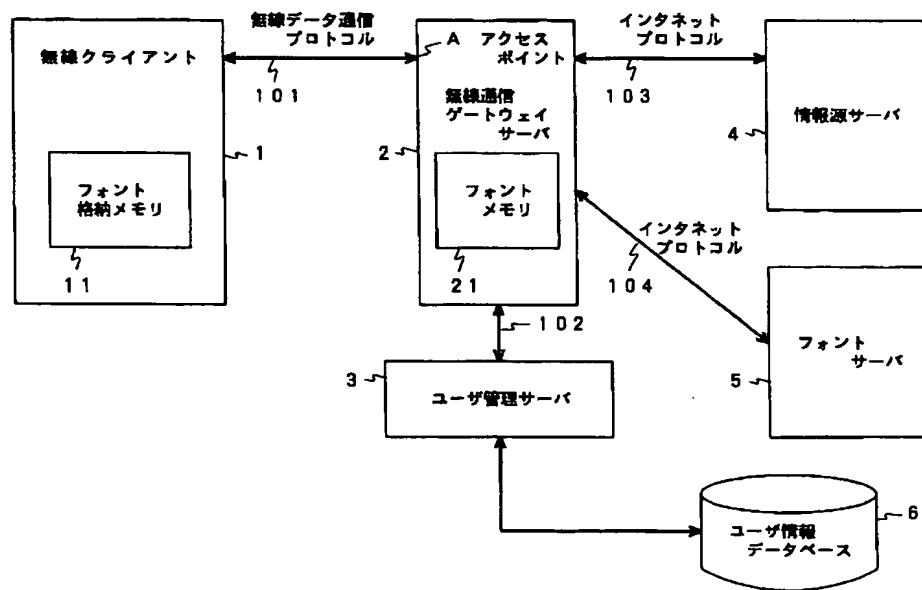 無線データ通信
プロトコル
インタネット
プロトコル
無線クライアント
A アクセス
ポイント
101
103
無線通信
ゲートウェイ
サーバ
1
2
4
情報源サーバ
フォント
格納メモリ
フォント
メモリ
11
21
インタネット
プロトコル
104
102
3
ユーザ管理サーバ
フォント
サーバ
5
ユーザ情報
データベース
6